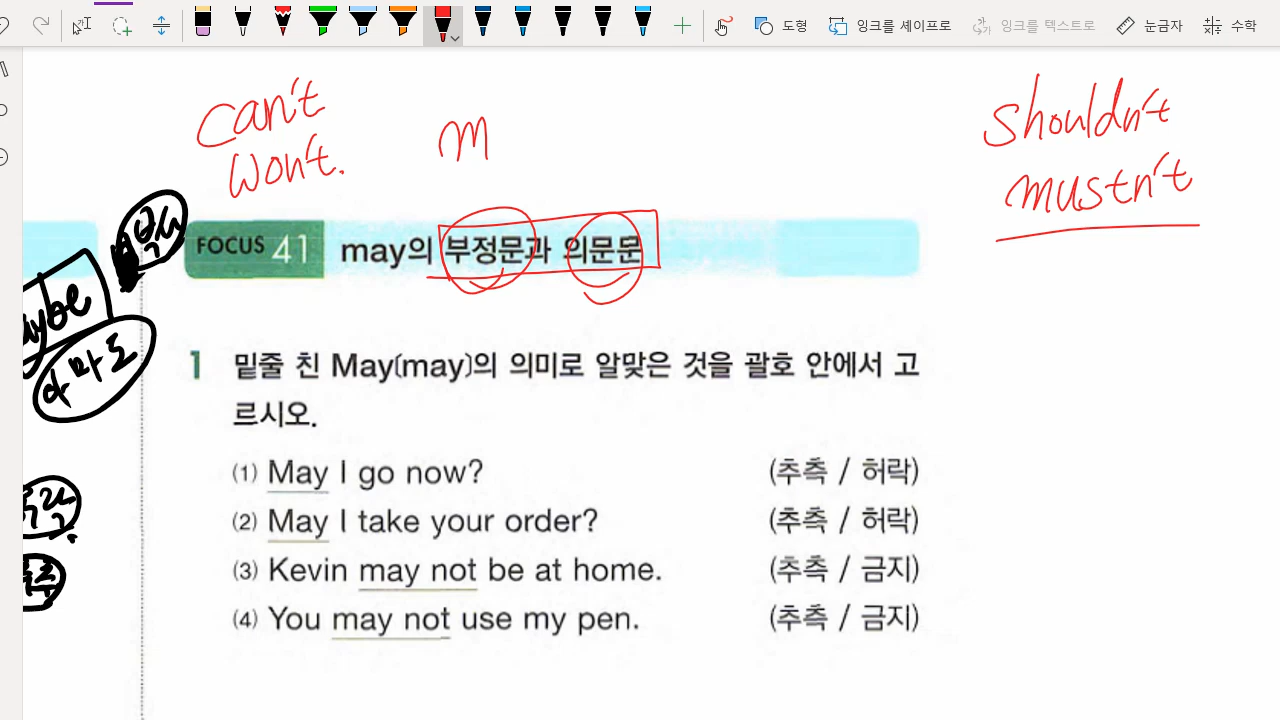 도형 잉크를 셰이프로 잉크를 텍스트로 눈금자 수학
can't
won't.
m
shouldn't
mustn't
부사
FOCUS 41 may의 부정문과 의문문
아마도
1 밑줄 친 May(may)의 의미로 알맞은 것을 괄호 안에서 고
르시오.
(1) May I go now? (추측 / 허락)
(2) May I take your order? (추측 / 허락)
(3) Kevin may not be at home. (추측 / 금지)
(4) You may not use my pen. (추측 / 금지)